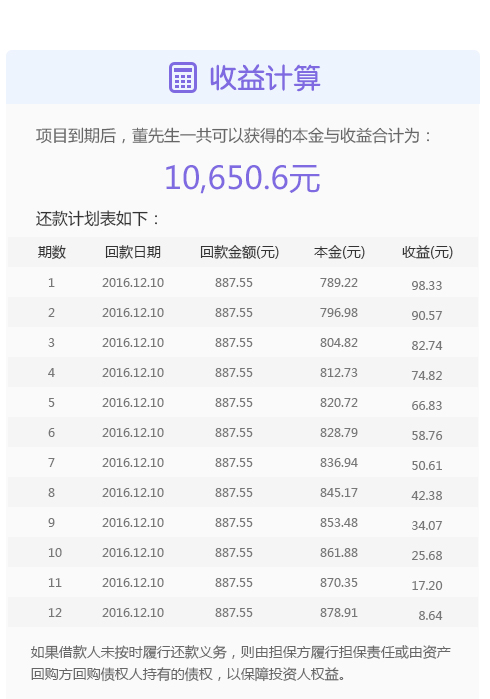 收益计算
项目到期后，董先生一共可以获得的本金与收益合计为：
10,650.6元
还款计划表如下：
期数 回款日期 回款金额(元) 本金(元) 收益(元)
1 2016.12.10 887.55 789.22 98.33
2 2016.12.10 887.55 796.98 90.57
3 2016.12.10 887.55 804.82 82.74
4 2016.12.10 887.55 812.73 74.82
5 2016.12.10 887.55 820.72 66.83
6 2016.12.10 887.55 828.79 58.76
7 2016.12.10 887.55 836.94 50.61
8 2016.12.10 887.55 845.17 42.38
9 2016.12.10 887.55 853.48 34.07
10 2016.12.10 887.55 861.88 25.68
11 2016.12.10 887.55 870.35 17.20
12 2016.12.10 887.55 878.91 8.64
如果借款人未按时履行还款义务，则由担保方履行担保责任或由资产
回购方回购债权人持有的债权，以保障投资人权益。